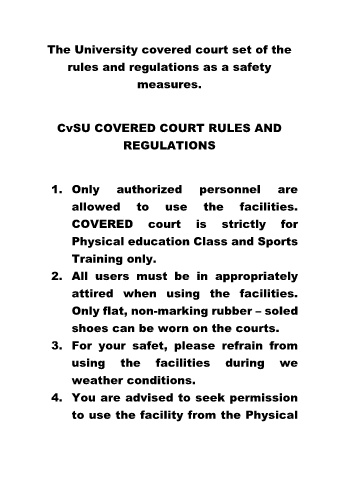 The University covered court set of the
rules and regulations as a safety
measures.
CvSU COVERED COURT RULES AND
REGULATIONS
1. Only authorized personnel are
allowed to use the facilities.
COVERED court is strictly for
Physical education Class and Sports
Training only.
2. All users must be in appropriately
attired when using the facilities.
Only flat, non-marking rubber – soled
shoes can be worn on the courts.
3. For your safet, please refrain from
using the facilities during we
weather conditions.
4. You are advised to seek permission
to use the facility from the Physical